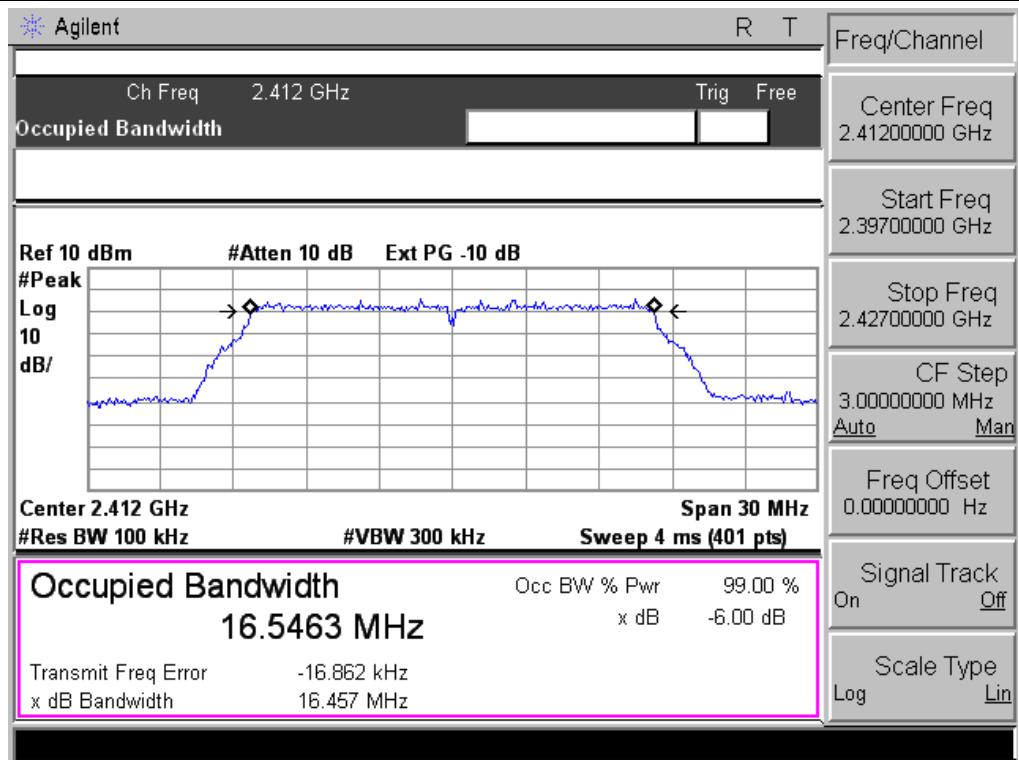 Agilent R T
Ch Freq 2.412 GHz Trig Free
Occupied Bandwidth
Ref 10 dBm #Atten 10 dB Ext PG -10 dB
#Peak
Log
10
dB/
Center 2.412 GHz Span 30 MHz
#Res BW 100 kHz #VBW 300 kHz Sweep 4 ms (401 pts)
Occupied Bandwidth Occ BW % Pwr 99.00 %
16.5463 MHz x dB -6.00 dB
Transmit Freq Error -16.862 kHz
x dB Bandwidth 16.457 MHz
Freq/Channel
Center Freq
2.41200000 GHz
Start Freq
2.39700000 GHz
Stop Freq
2.42700000 GHz
CF Step
3.00000000 MHz
Auto Man
Freq Offset
0.00000000 Hz
Signal Track
On Off
Scale Type
Log Lin